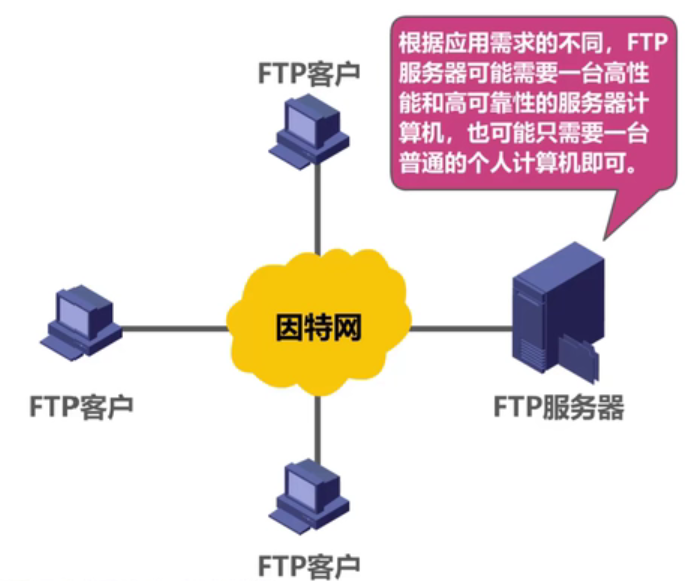 FTP客户
根据应用需求的不同，FTP
服务器可能需要一台高性
能和高可靠性的服务器计
算机，也可能只需要一台
普通的个人计算机即可。
因特网
FTP客户
FTP服务器
FTP客户